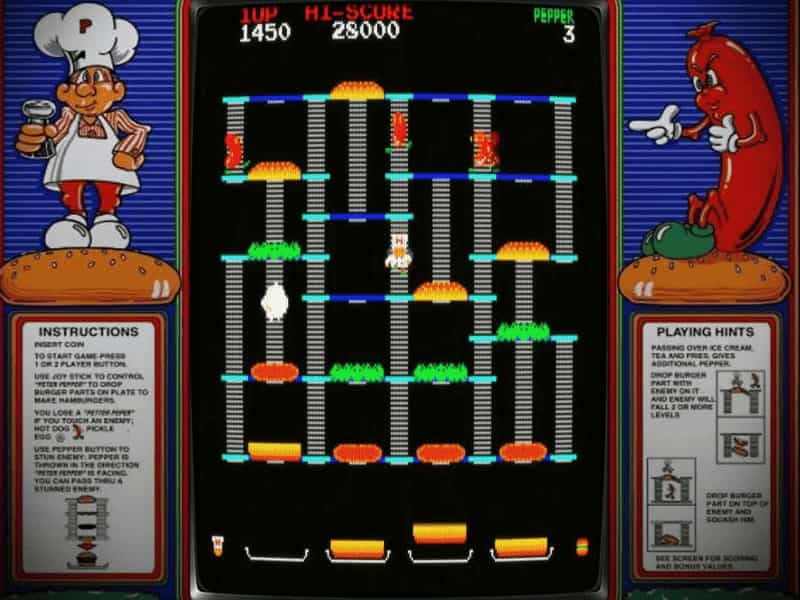 1UP HI-SCORE PEPPER
1450 28000 3
P
INSTRUCTIONS
INSERT COIN
TO START GAME-PRESS
1 OR 2 PLAYER BUTTON.
USE JOY STICK TO CONTROL
"PETER PEPPER" TO DROP
BURGER PARTS ON PLATE TO
MAKE HAMBURGERS.
YOU LOSE A "PETTER PEPER"
IF YOU TOUCH AN ENEMY;
HOT DOG PICKLE
EGG
USE PEPPER BUTTON TO
STUN ENEMY: PEPPER IS
THROWN IN THE DIRECTION
"PETER PEPPER" IS FACING.
YOU CAN PASS THRU A
STUNNED ENEMY.
PLAYING HINTS
PASSING OVER ICE CREAM,
TEA AND FRIES, GIVES
ADDITIONAL PEPPER.
DROP BURGER
PART WITH
ENEMY ON IT
AND ENEMY WILL
FALL 2 OR MORE
LEVELS
DROP BURGER
PART ON TOP OF
ENEMY AND
SQUASH HIM.
SEE SCREEN FOR SCORING
AND BONUS VALUES.